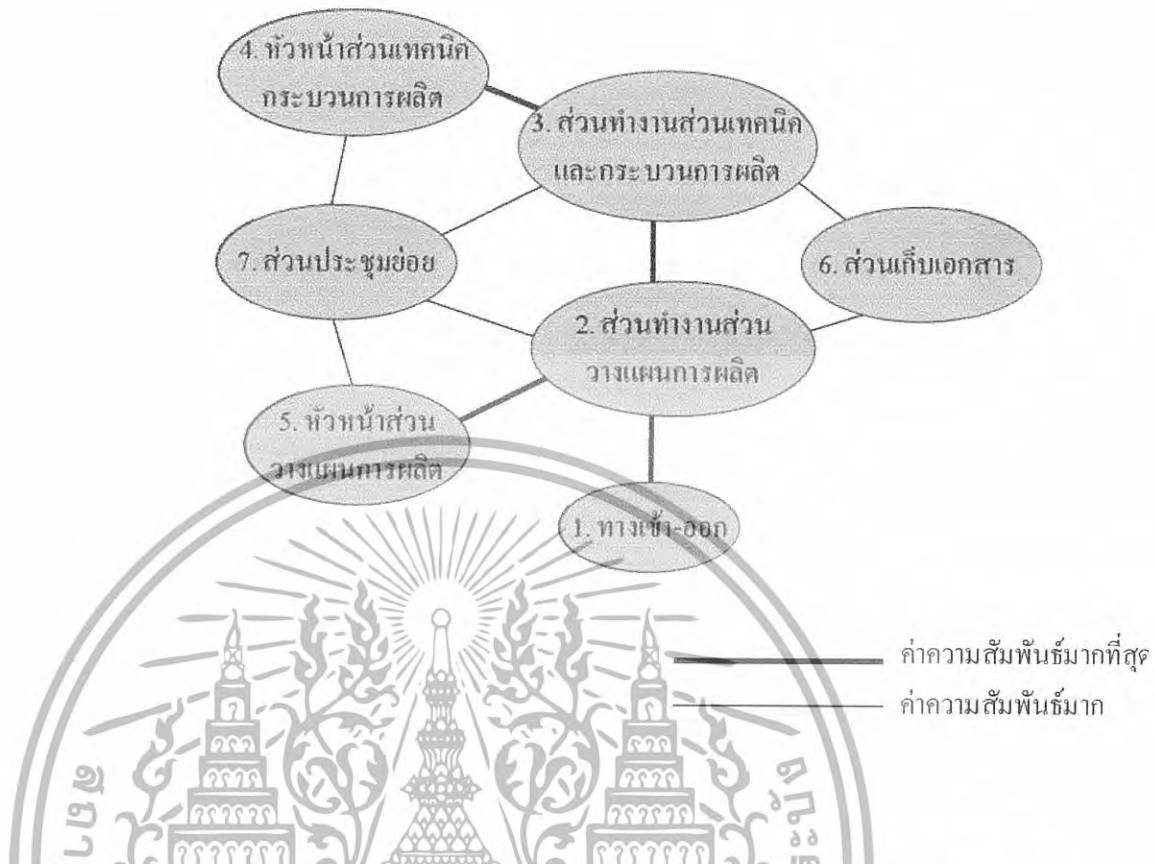 4. หัวหน้าส่วนเทคนิค
กระบวนการผลิต
3. ส่วนทำงานส่วนเทคนิค
และกระบวนการผลิต
7. ส่วนประชุมย่อย
6. ส่วนเก็บเอกสาร
2. ส่วนทำงานส่วน
วางแผนการผลิต
5. หัวหน้าส่วน
วางแผนการผลิต
1. ทางเข้า-ออก
ค่าความสัมพันธ์มากที่สุด
ค่าความสัมพันธ์มาก